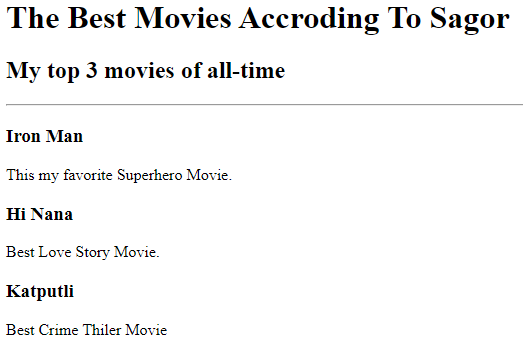 The Best Movies Accroding To Sagor
My top 3 movies of all-time
Iron Man
This my favorite Superhero Movie.
Hi Nana
Best Love Story Movie.
Katputli
Best Crime Thiler Movie